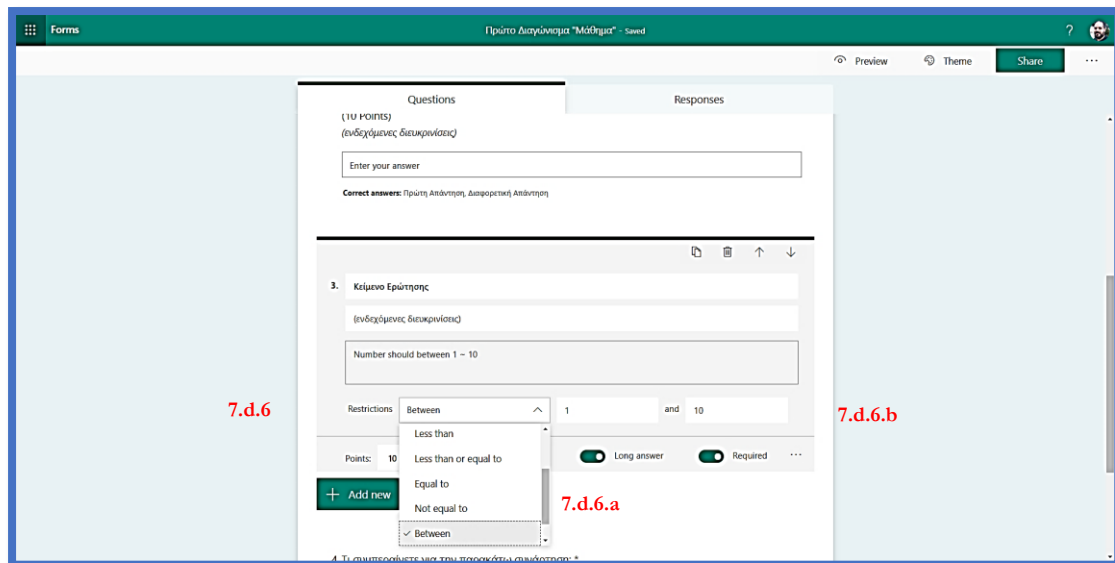 Forms
Πρώτο Διαγώνισμα "Μάθημα" - Saved
?
Preview
Theme
Share
Questions
Responses
(10 Points)
(ενδεχόμενες διευκρινίσεις)
Enter your answer
Correct answers: Πρώτη Απάντηση, Διαφορετική Απάντηση
3. Κείμενο Ερώτησης
(ενδεχόμενες διευκρινίσεις)
Number should between 1 ~ 10
7.d.6
Restrictions Between 1 and 10
7.d.6.b
Less than
Points: 10 Less than or equal to Long answer Required
Equal to
+ Add new
Not equal to
7.d.6.a
Between
4. Τι συμπεραίνετε για την παρακάτω συνάρτηση; *